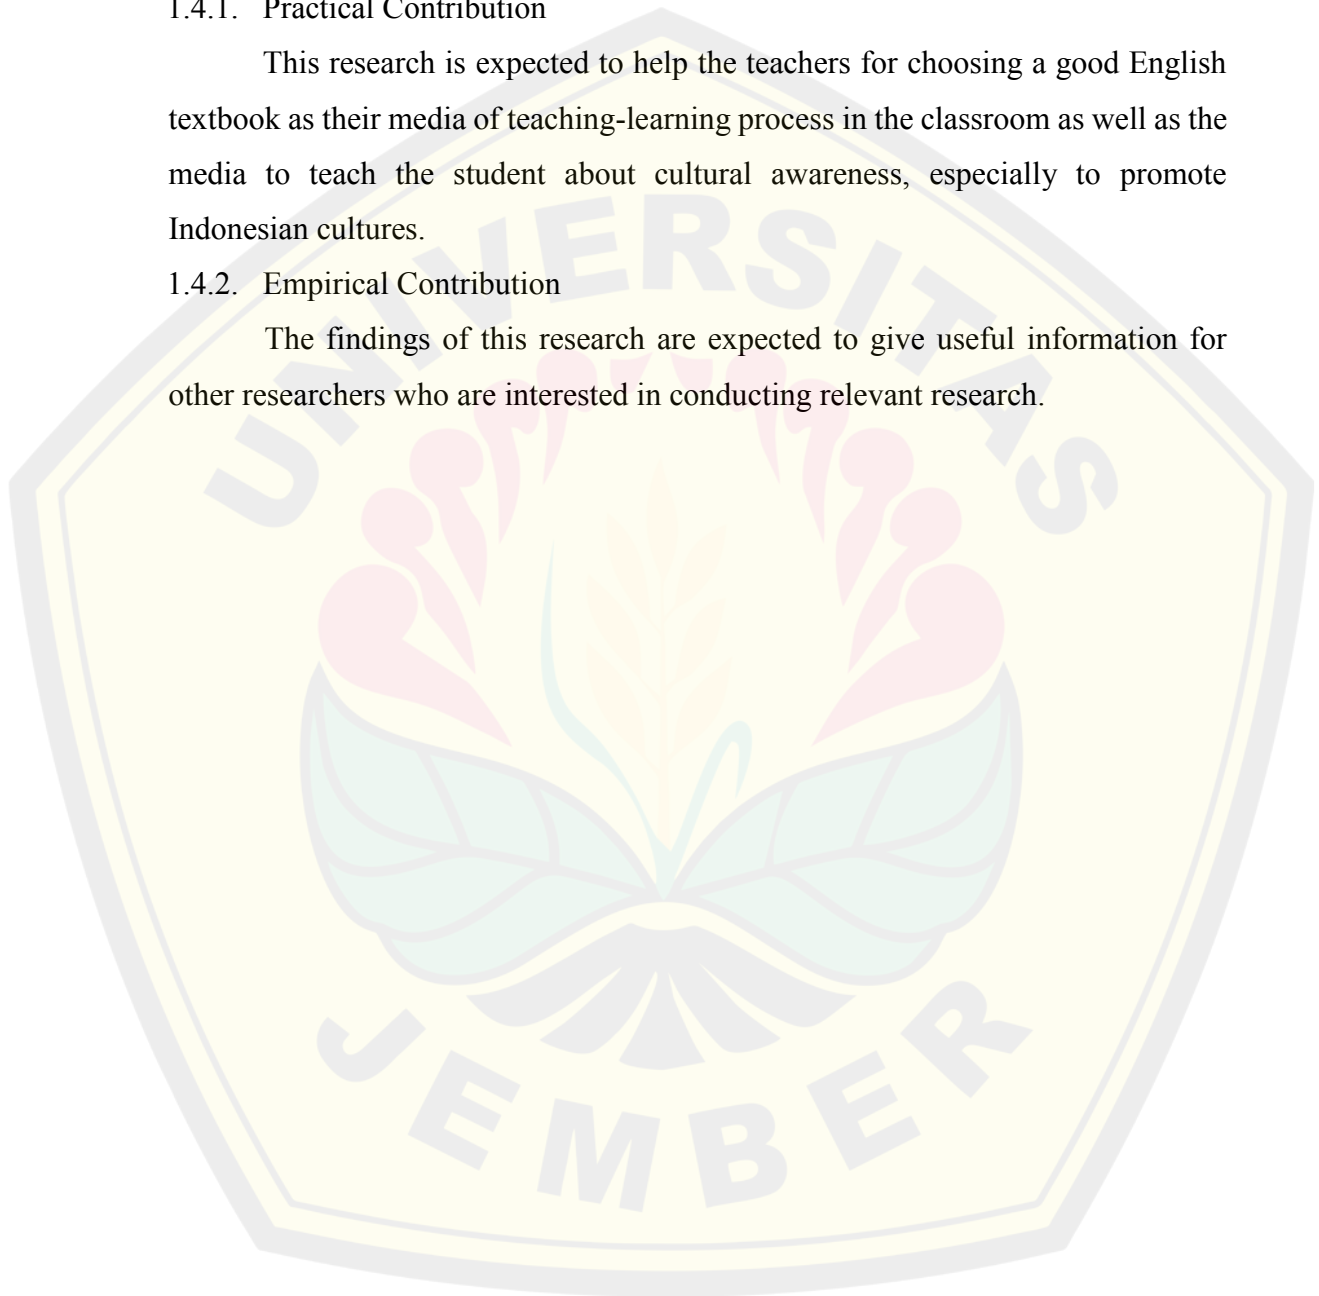 1.4.1. Practical Contribution
This research is expected to help the teachers for choosing a good English
textbook as their media of teaching-learning process in the classroom as well as the
media to teach the student about cultural awareness, especially to promote
Indonesian cultures.
1.4.2. Empirical Contribution
The findings of this research are expected to give useful information for
other researchers who are interested in conducting relevant research.
UNIVERSITAS
JEMBER